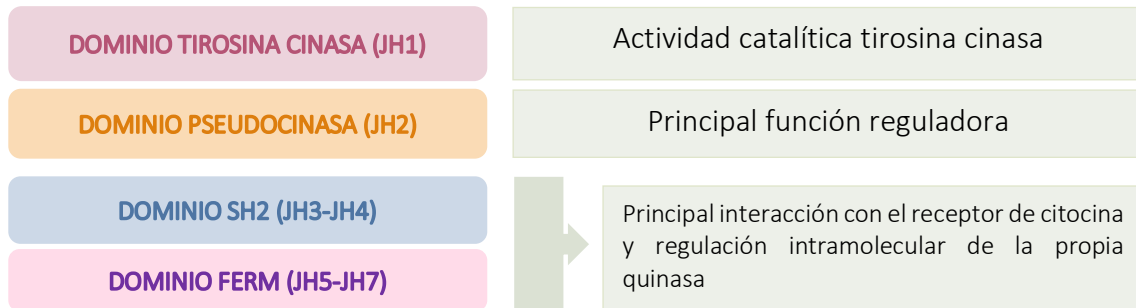 DOMINIO TIROSINA CINASA (JH1)
Actividad catalítica tirosina cinasa
DOMINIO PSEUDOCINASA (JH2)
Principal función reguladora
DOMINIO SH2 (JH3-JH4)
DOMINIO FERM (JH5-JH7)
Principal interacción con el receptor de citocina
y regulación intramolecular de la propia
quinasa